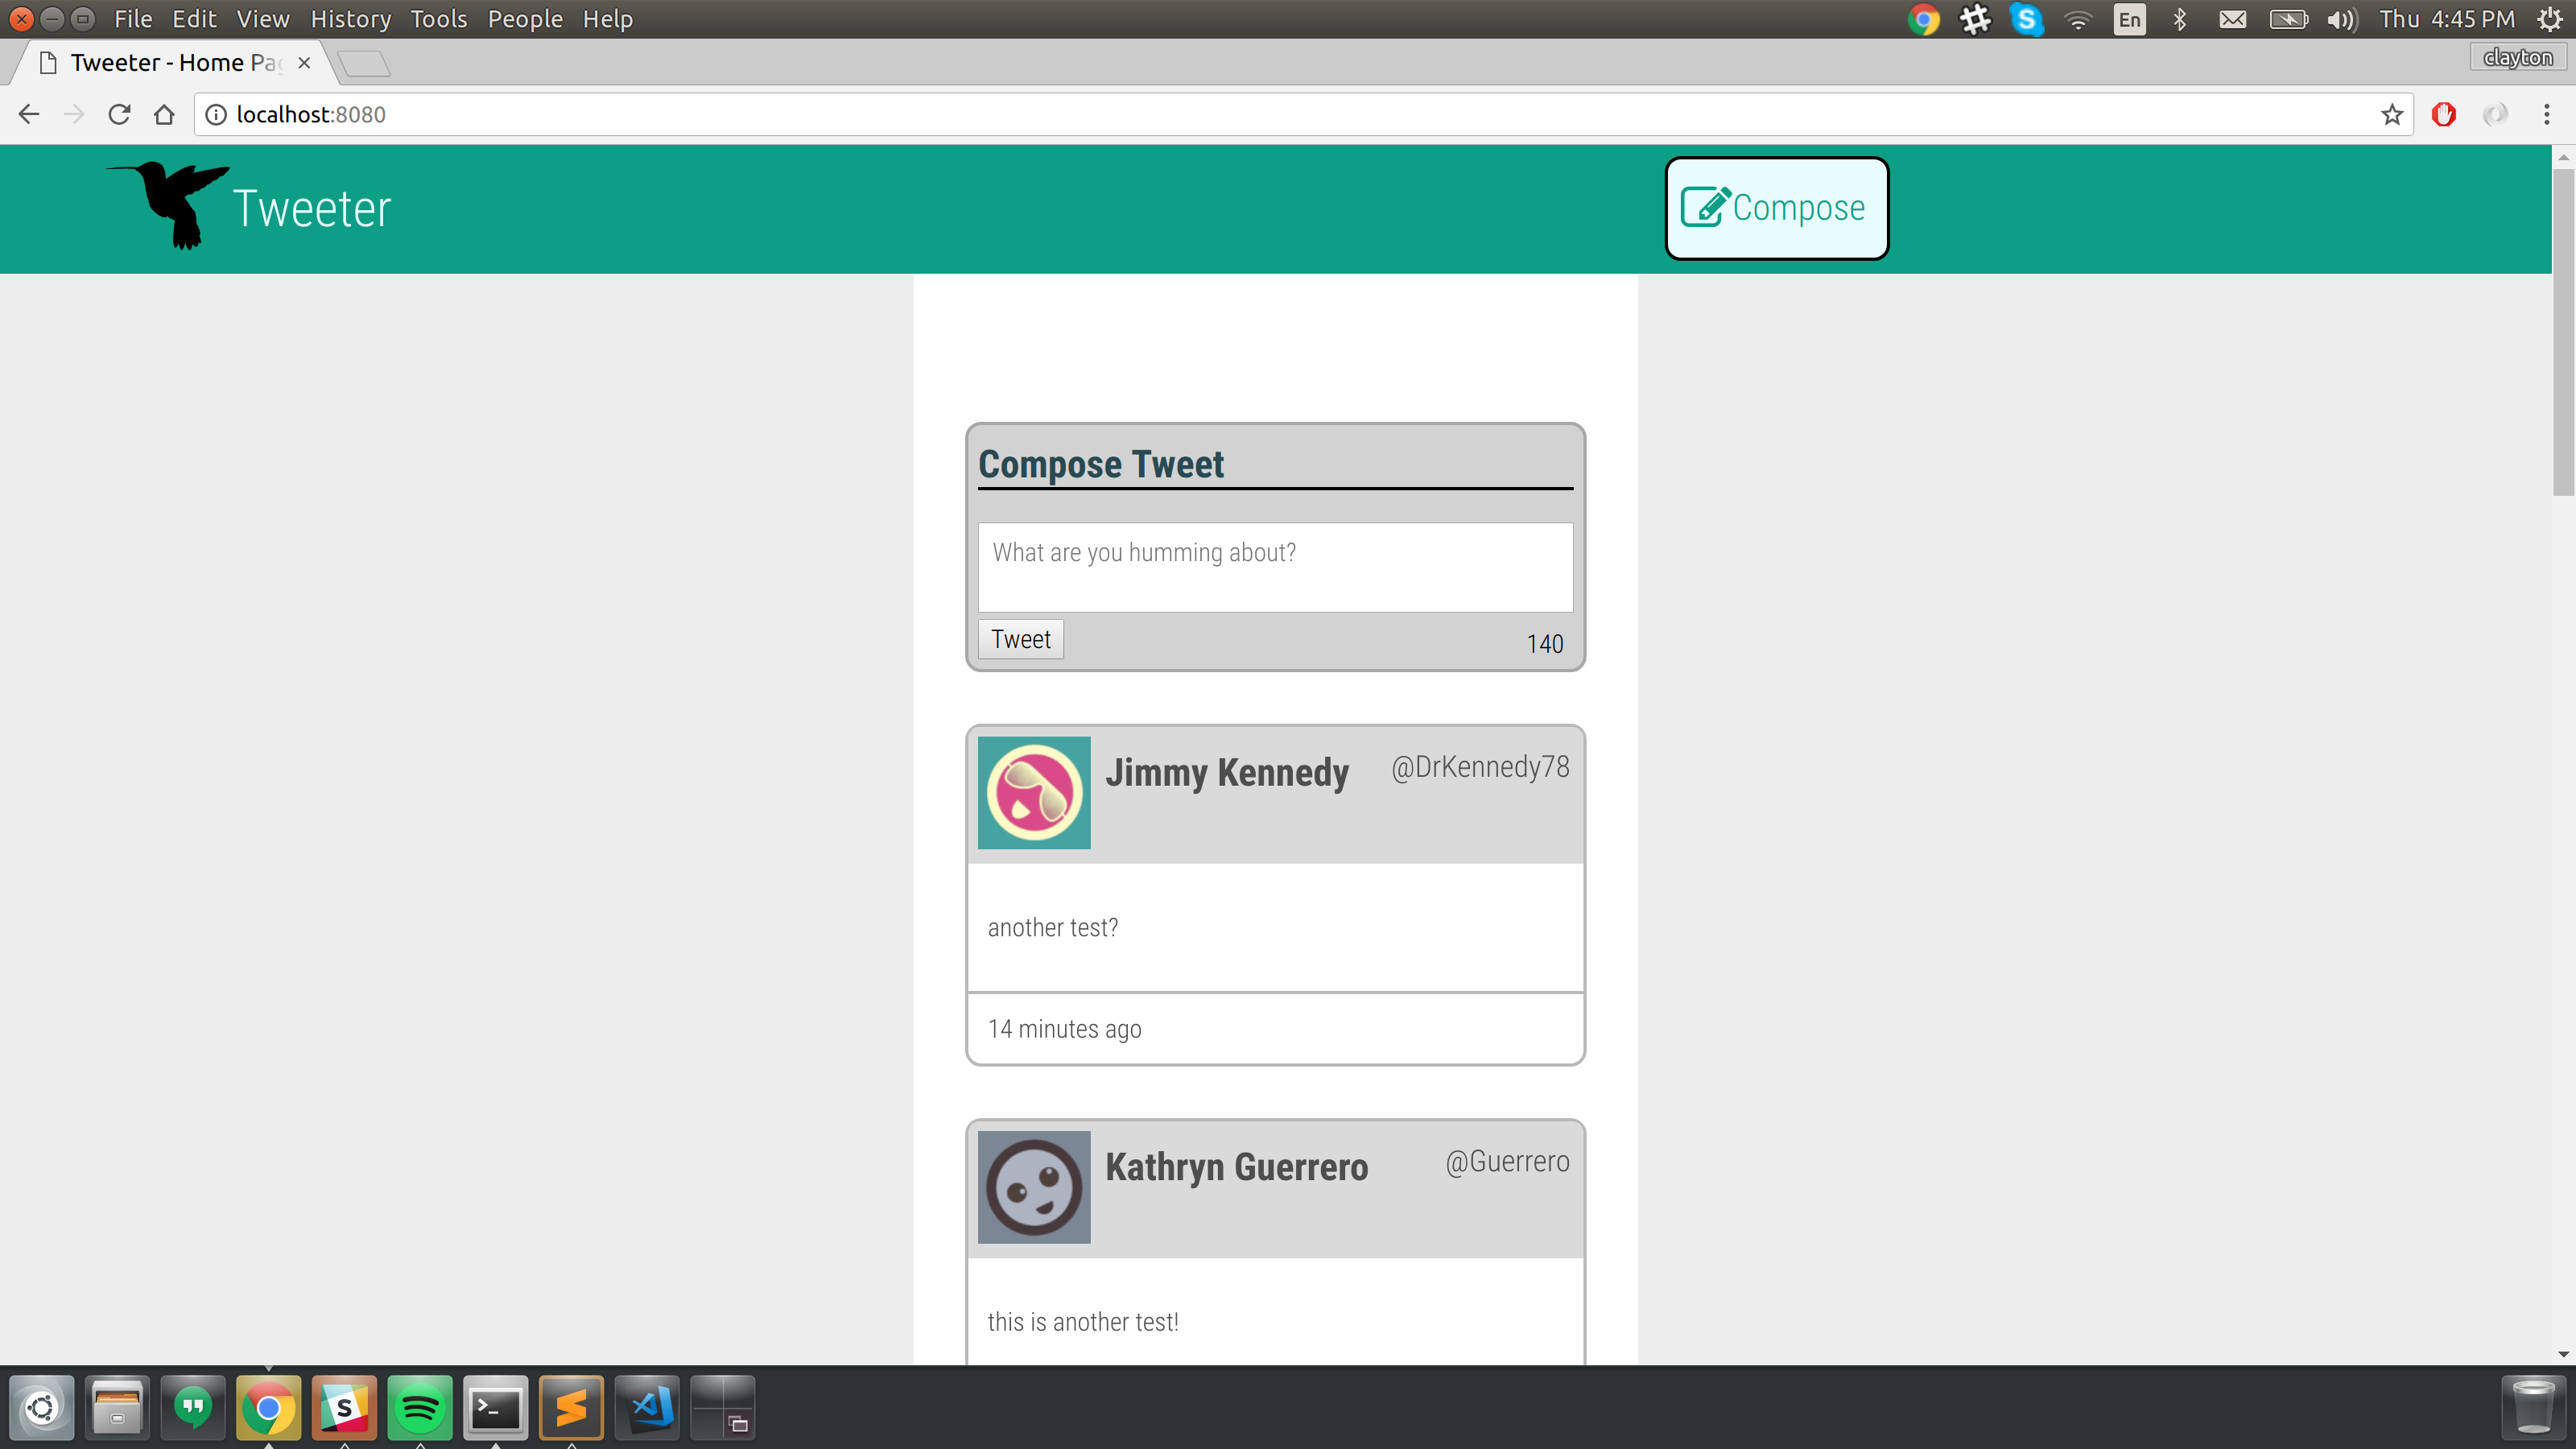 File Edit View History Tools People Help
En
Thu 4:45 PM
Tweeter - Home Pag
clayton
localhost:8080
Tweeter
Compose
Compose Tweet
What are you humming about?
Tweet
140
Jimmy Kennedy
@DrKennedy78
another test?
14 minutes ago
Kathryn Guerrero
@Guerrero
this is another test!